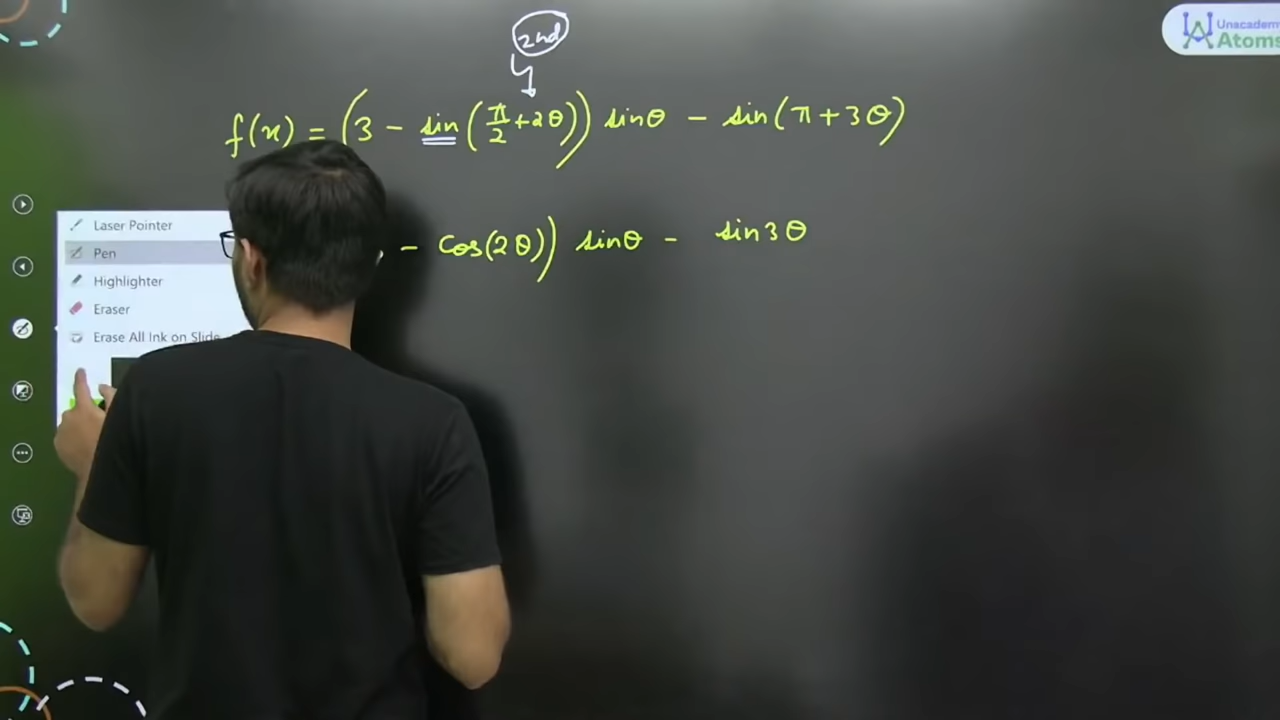 2nd
Unacademy
Atoms
f(x) = (3 - sin(π/2 + 2θ)) sinθ - sin(π + 3θ)
- cos(2θ)) sinθ - sin3θ
Laser Pointer
Pen
Highlighter
Eraser
Erase All Ink on Slide